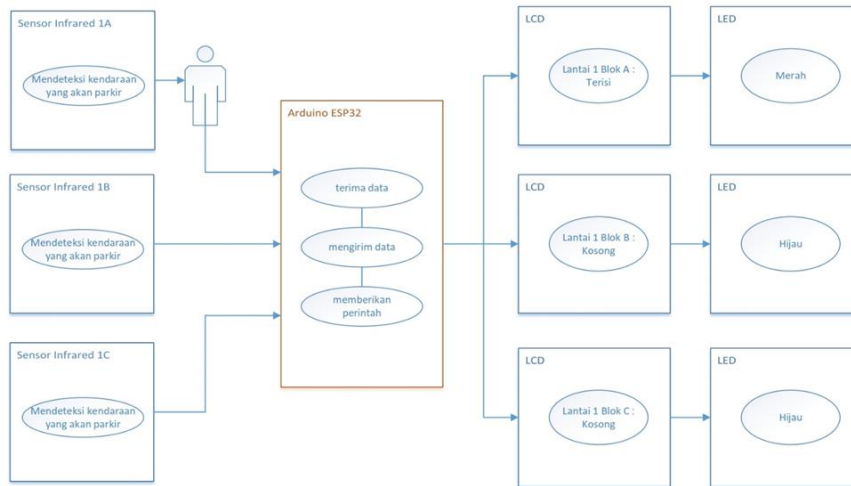 Sensor Infrared 1A
Mendeteksi kendaraan
yang akan parkir
Sensor Infrared 1B
Mendeteksi kendaraan
yang akan parkir
Sensor Infrared 1C
Mendeteksi kendaraan
yang akan parkir
Arduino ESP32
terima data
mengirim data
memberikan
perintah
LCD
Lantai 1 Blok A :
Terisi
LED
Merah
LCD
Lantai 1 Blok B :
Kosong
LED
Hijau
LCD
Lantai 1 Blok C :
Kosong
LED
Hijau